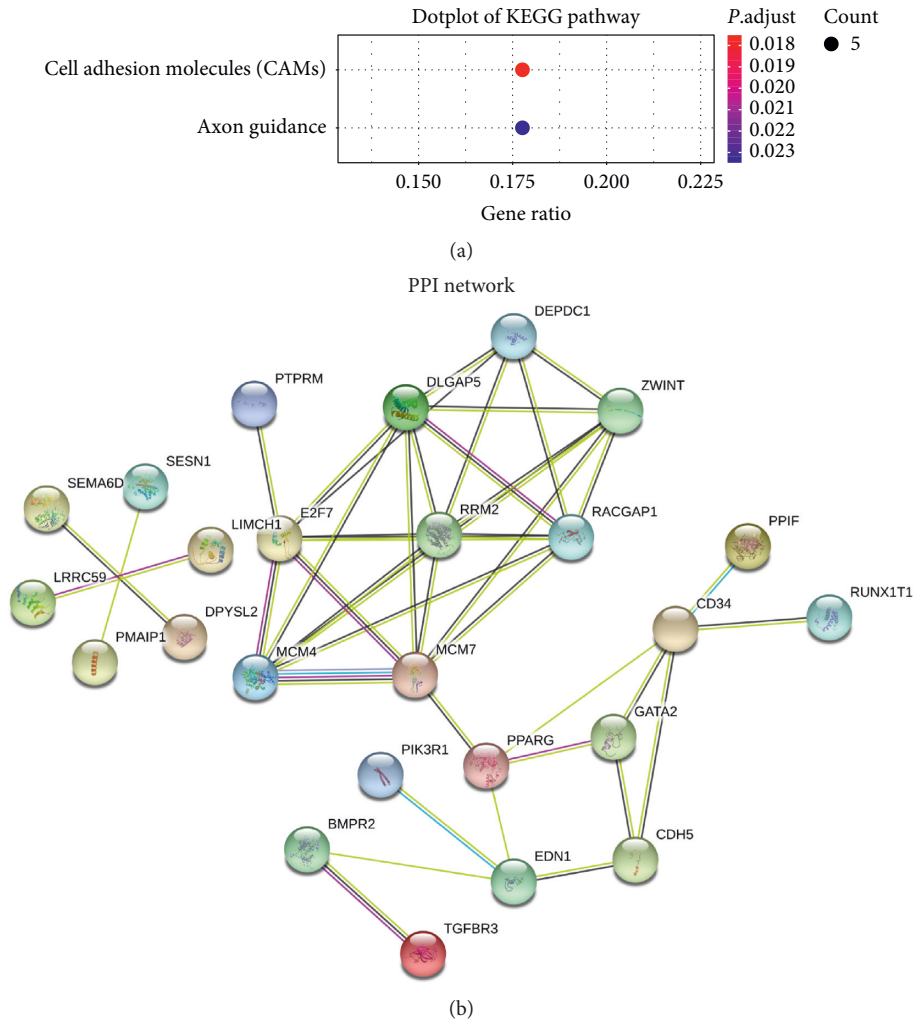 Dotplot of KEGG pathway
Cell adhesion molecules (CAMs)
Axon guidance
0.150 0.175 0.200 0.225
Gene ratio
P.adjust
0.018
0.019
0.020
0.021
0.022
0.023
Count
5
(a)
PPI network
DEPDC1
PTPRM
DLGAP5
ZWINT
SESN1
SEMA6D
LIMCH1
E2F7
RRM2
RACGAP1
PPIF
LRRC59
DPYSL2
CD34
RUNX1T1
PMAIP1
MCM4
MCM7
GATA2
PIK3R1
PPARG
BMPR2
EDN1
CDH5
TGFBR3
(b)